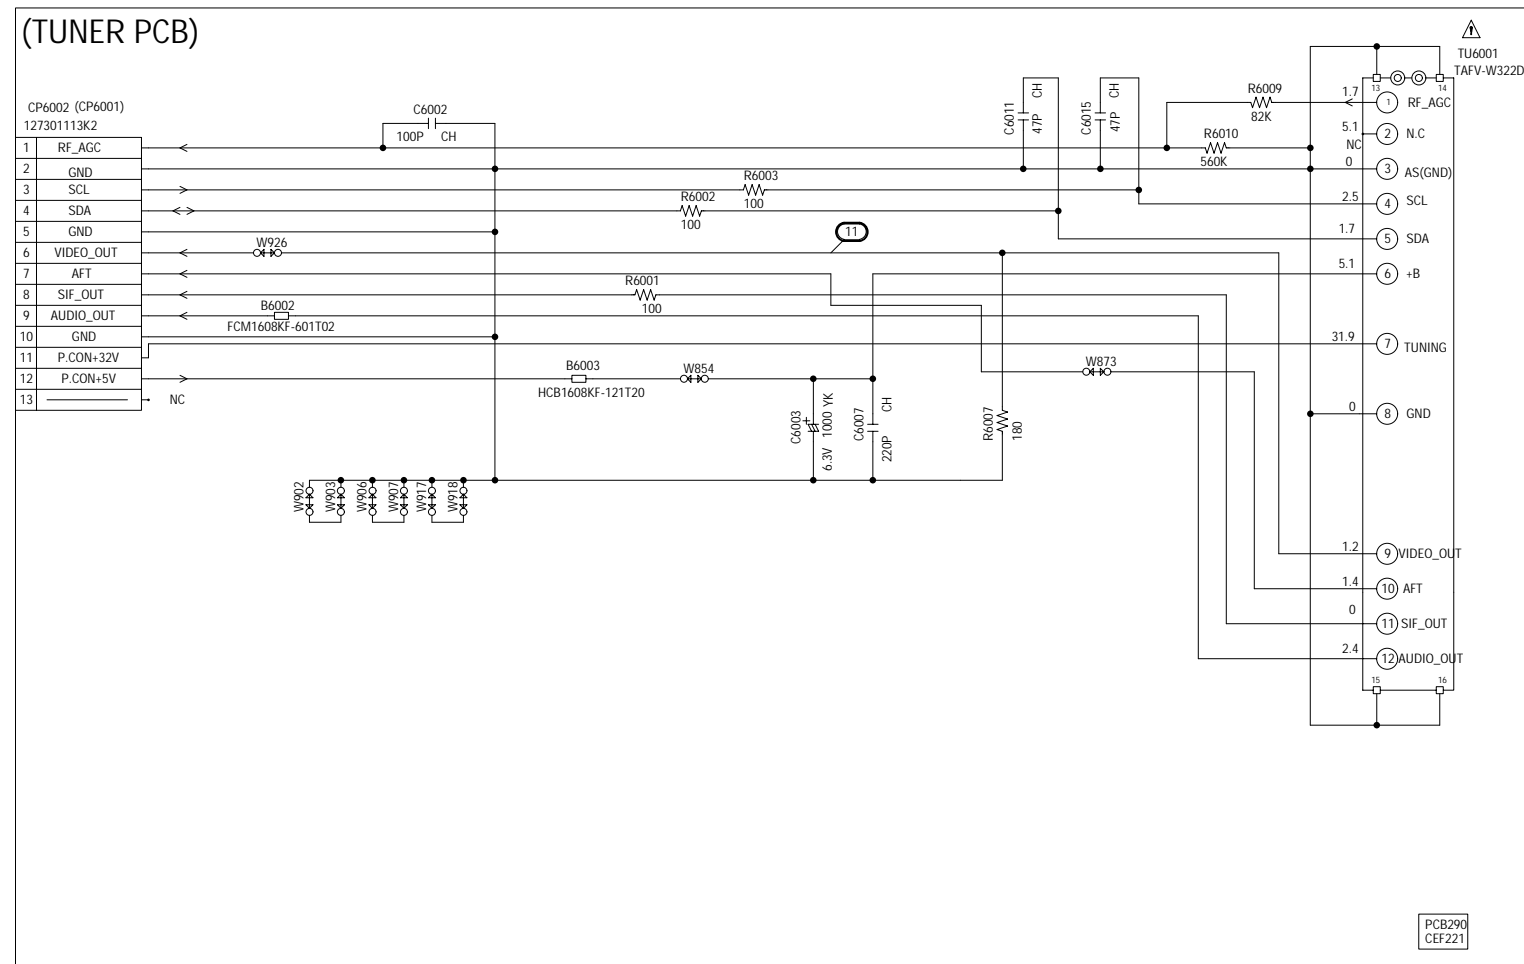 (TUNER PCB)
CP6002 (CP6001)
127301113K2
1 RF_AGC
2 GND
3 SCL
4 SDA
5 GND
6 VIDEO_OUT
7 AFT
8 SIF_OUT
9 AUDIO_OUT
10 GND
11 P.CON+32V
12 P.CON+5V
13 NC
C6002
100P CH
W926
B6002
FCM1608KF-601T02
R6001
100
R6002
100
R6003
100
11
B6003
HCB1608KF-121T20
W854
C6003
6.3V 1000 YK
C6007
220P CH
R6007
180
C6011
47P CH
C6015
47P CH
R6009
82K
R6010
560K
W873
W902
W903
W906
W907
W917
W918
TU6001
TAFV-W322D
13 14
1.7 1 RF_AGC
5.1 2 N.C
NC
0 3 AS(GND)
2.5 4 SCL
1.7 5 SDA
5.1 6 +B
31.9 7 TUNING
0 8 GND
1.2 9 VIDEO_OUT
1.4 10 AFT
0 11 SIF_OUT
2.4 12 AUDIO_OUT
15 16
PCB290
CEF221